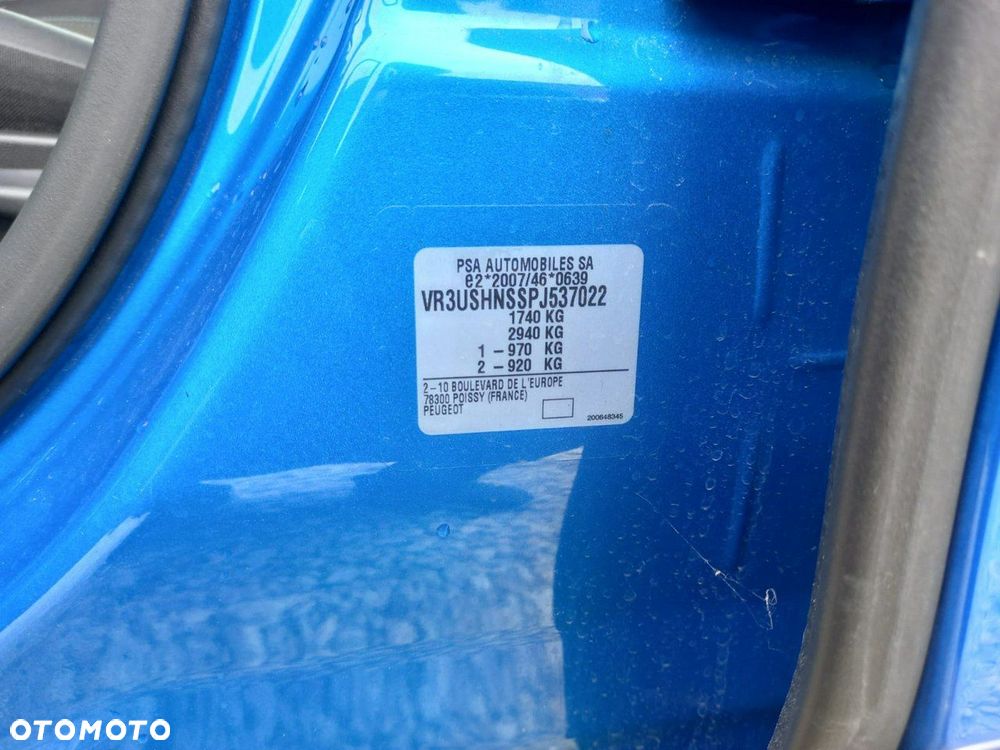 PSA AUTOMOBILES SA
e2*2007/46*0639
VR3USHNSSPJ537022
1740 KG
2940 KG
1 – 970 KG
2 – 920 KG
2–10 BOULEVARD DE L'EUROPE
78300 POISSY (FRANCE)
PEUGEOT
200648345
OTOMOTO